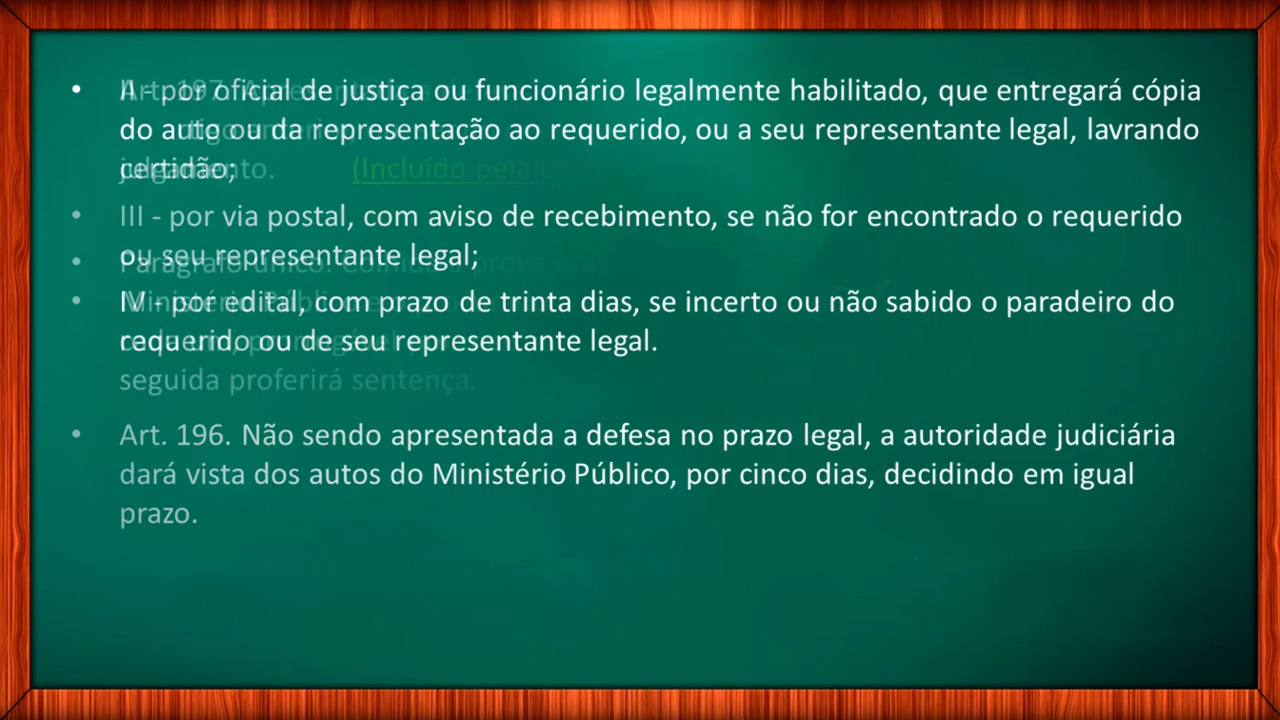 • II - por oficial de justiça ou funcionário legalmente habilitado, que entregará cópia
do auto ou da representação ao requerido, ou a seu representante legal, lavrando
certidão;
(Incluído pela
• III - por via postal, com aviso de recebimento, se não for encontrado o requerido
ou seu representante legal;
• Parágrafo único.
• IV - por edital, com prazo de trinta dias, se incerto ou não sabido o paradeiro do
requerido ou de seu representante legal.
seguida proferirá sentença.
• Art. 196. Não sendo apresentada a defesa no prazo legal, a autoridade judiciária
dará vista dos autos do Ministério Público, por cinco dias, decidindo em igual
prazo.